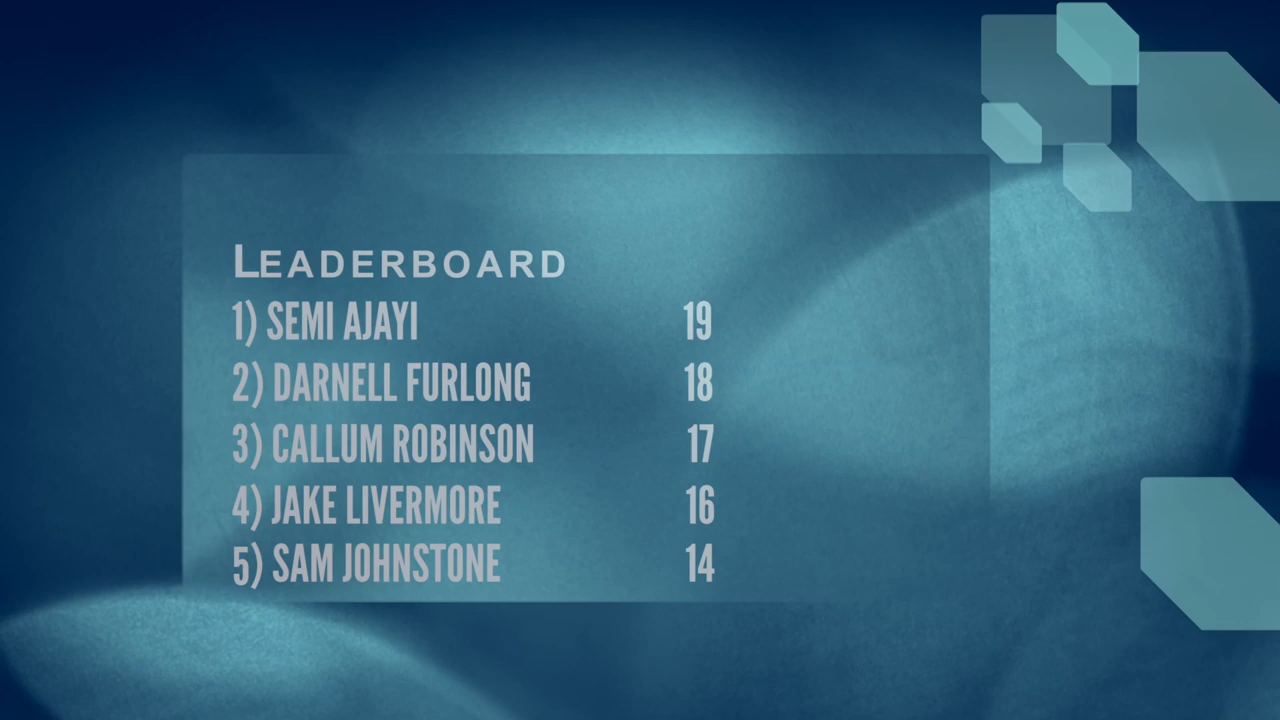 LEADERBOARD
1) SEMI AJAYI 19
2) DARNELL FURLONG 18
3) CALLUM ROBINSON 17
4) JAKE LIVERMORE 16
5) SAM JOHNSTONE 14